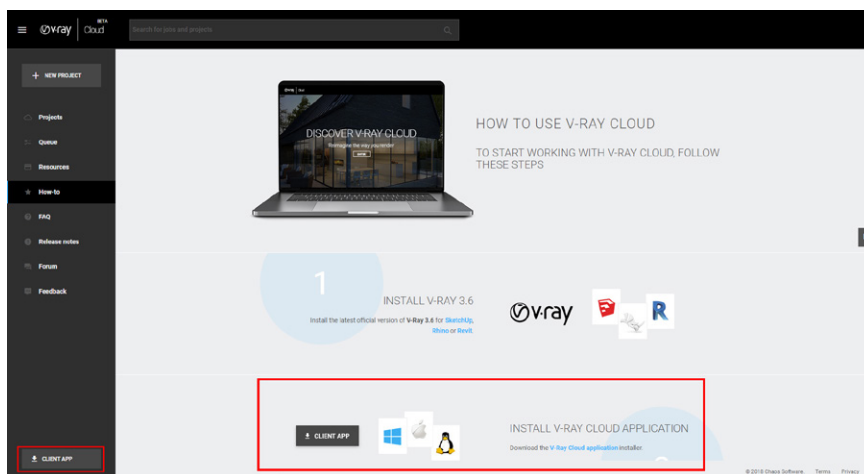 v·ray Cloud BETA
Search for jobs and projects
+ NEW PROJECT
Projects
Queue
Resources
How-to
FAQ
Release notes
Forum
Feedback
CLIENT APP
DISCOVER V-RAY CLOUD
HOW TO USE V-RAY CLOUD
TO START WORKING WITH V-RAY CLOUD, FOLLOW
THESE STEPS
1
INSTALL V-RAY 3.6
Install the latest official version of V-Ray 3.6 for SketchUp,
Rhino or Revit.
v·ray
R
CLIENT APP
INSTALL V-RAY CLOUD APPLICATION
Download the V-Ray Cloud application installer
© 2018 Chaos Software. Terms Privacy